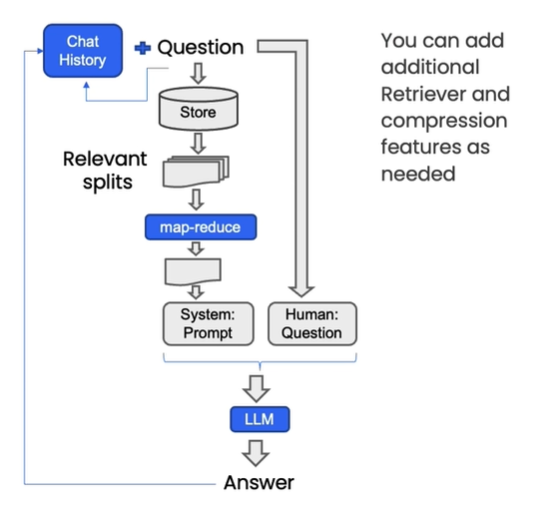 Chat
History
+ Question
You can add
additional
Retriever and
compression
features as
needed
Store
Relevant
splits
map-reduce
System:
Prompt
Human:
Question
LLM
Answer